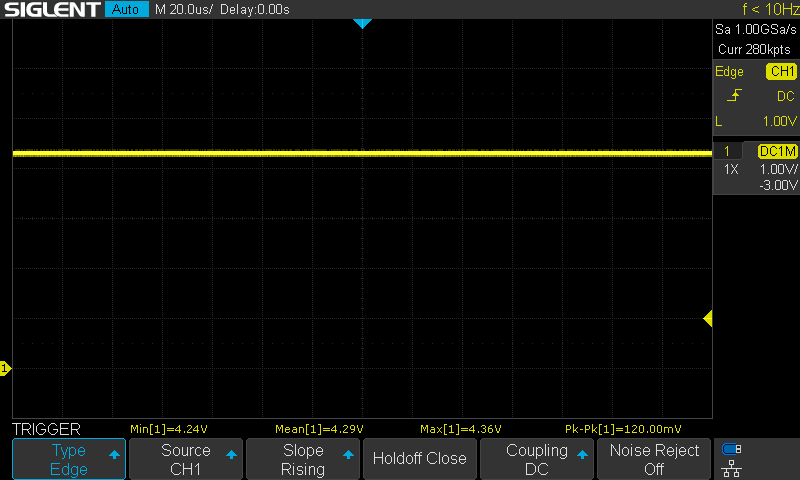 SIGLENT Auto M 20.0us/ Delay:0.00s f < 10Hz
Sa 1.00GSa/s
Curr 280kpts
Edge CH1
DC
L 1.00V
1 DC1M
1X 1.00V/
-3.00V
1
TRIGGER Min[1]=4.24V Mean[1]=4.29V Max[1]=4.36V Pk-Pk[1]=120.00mV
Type
Edge
Source
CH1
Slope
Rising
Holdoff Close
Coupling
DC
Noise Reject
Off